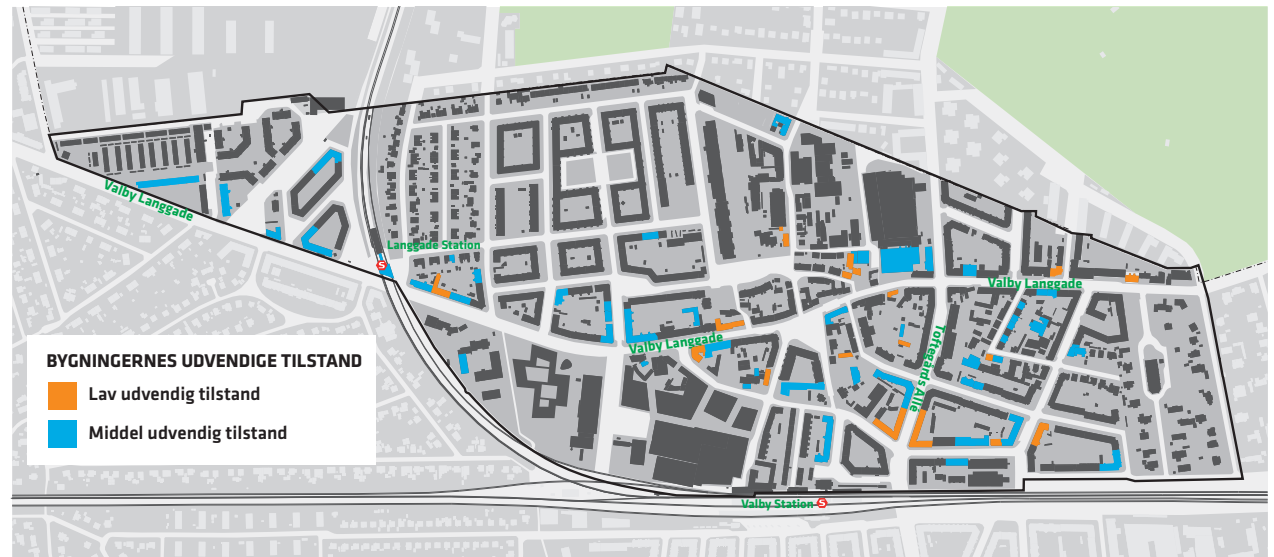 Valby Langgade
Langgade Station
S
Valby Langgade
Valby Langgade
Toftegårds Allé
BYGNINGERNES UDVENDIGE TILSTAND
Lav udvendig tilstand
Middel udvendig tilstand
Valby Station
S